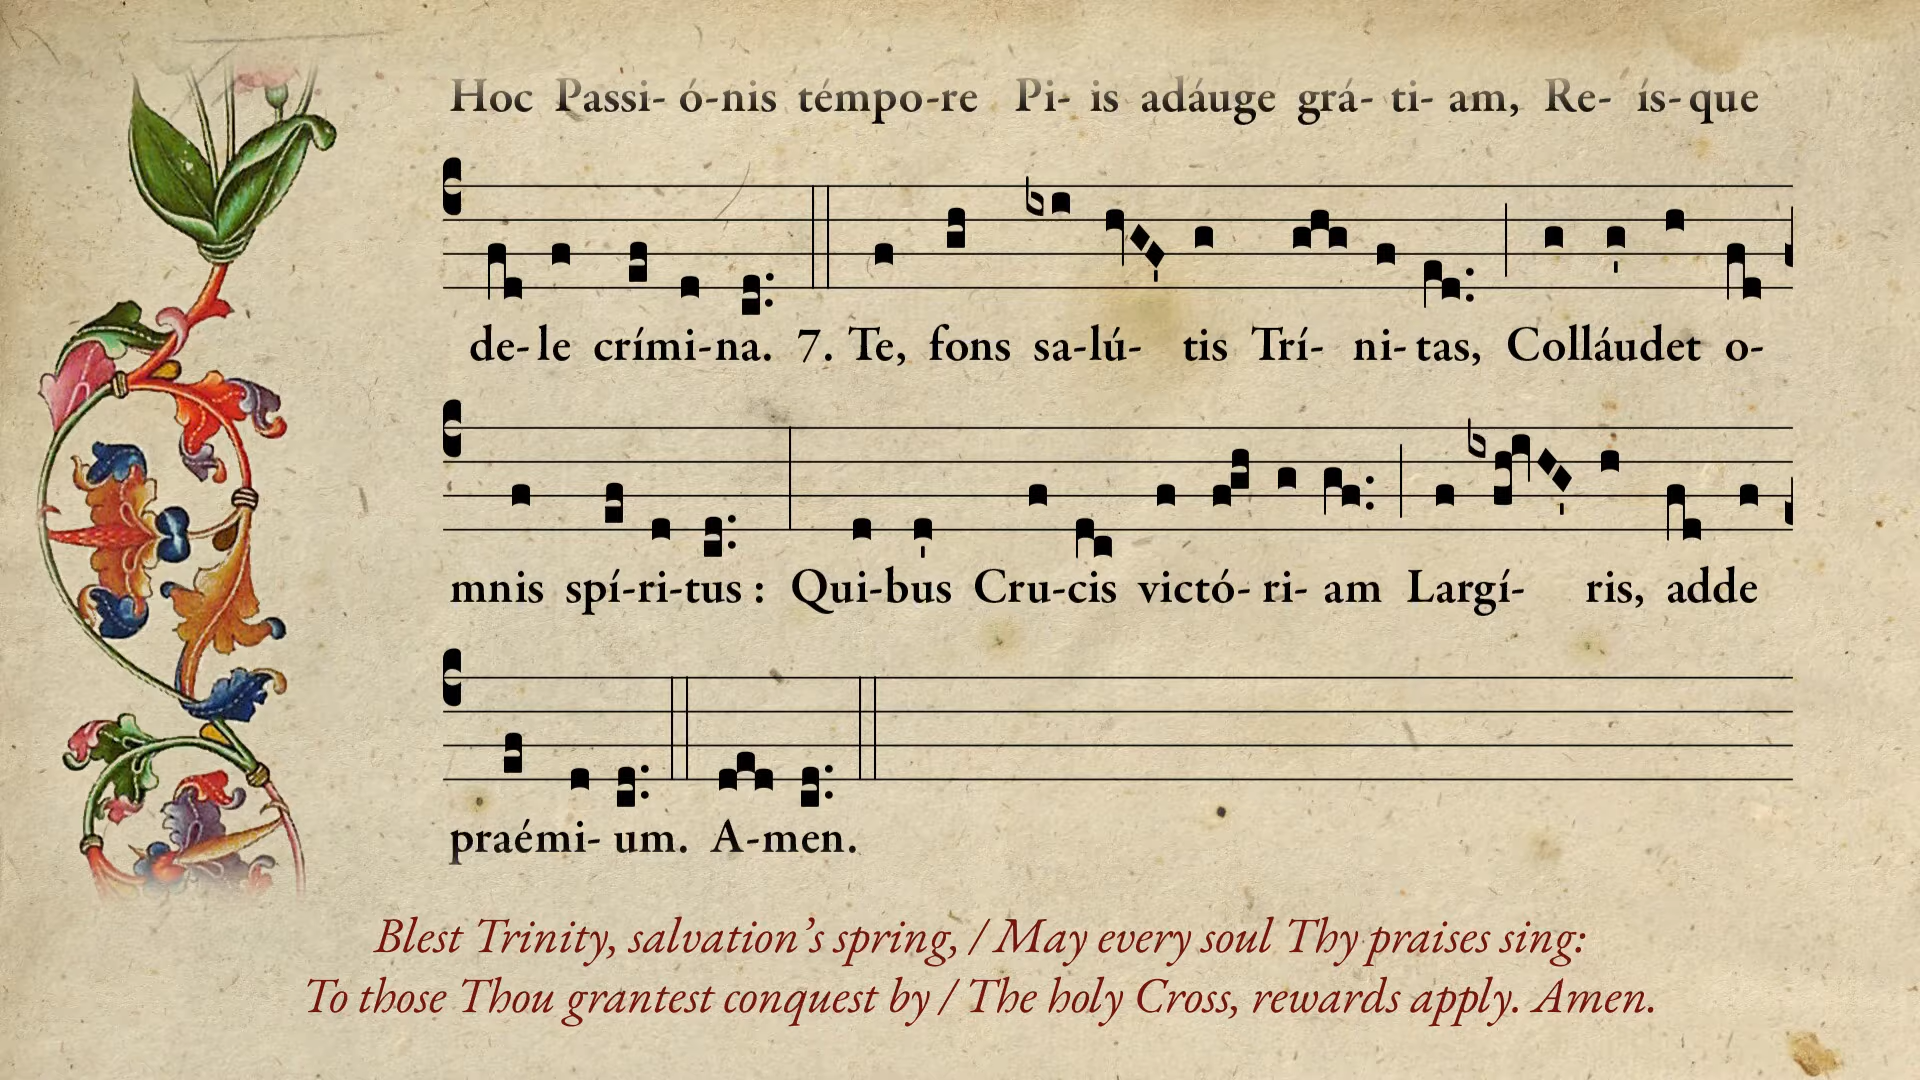 Hoc Passi- ó-nis témpo-re Pi- is adáuge grá- ti- am, Re- ís-que
de-le crími-na. 7. Te, fons sa-lú- tis Trí- ni-tas, Colláudet o-
mnis spí-ri-tus : Qui-bus Cru-cis victó- ri- am Largí- ris, adde
praémi- um. A-men.
Blest Trinity, salvation’s spring, / May every soul Thy praises sing:
To those Thou grantest conquest by / The holy Cross, rewards apply. Amen.